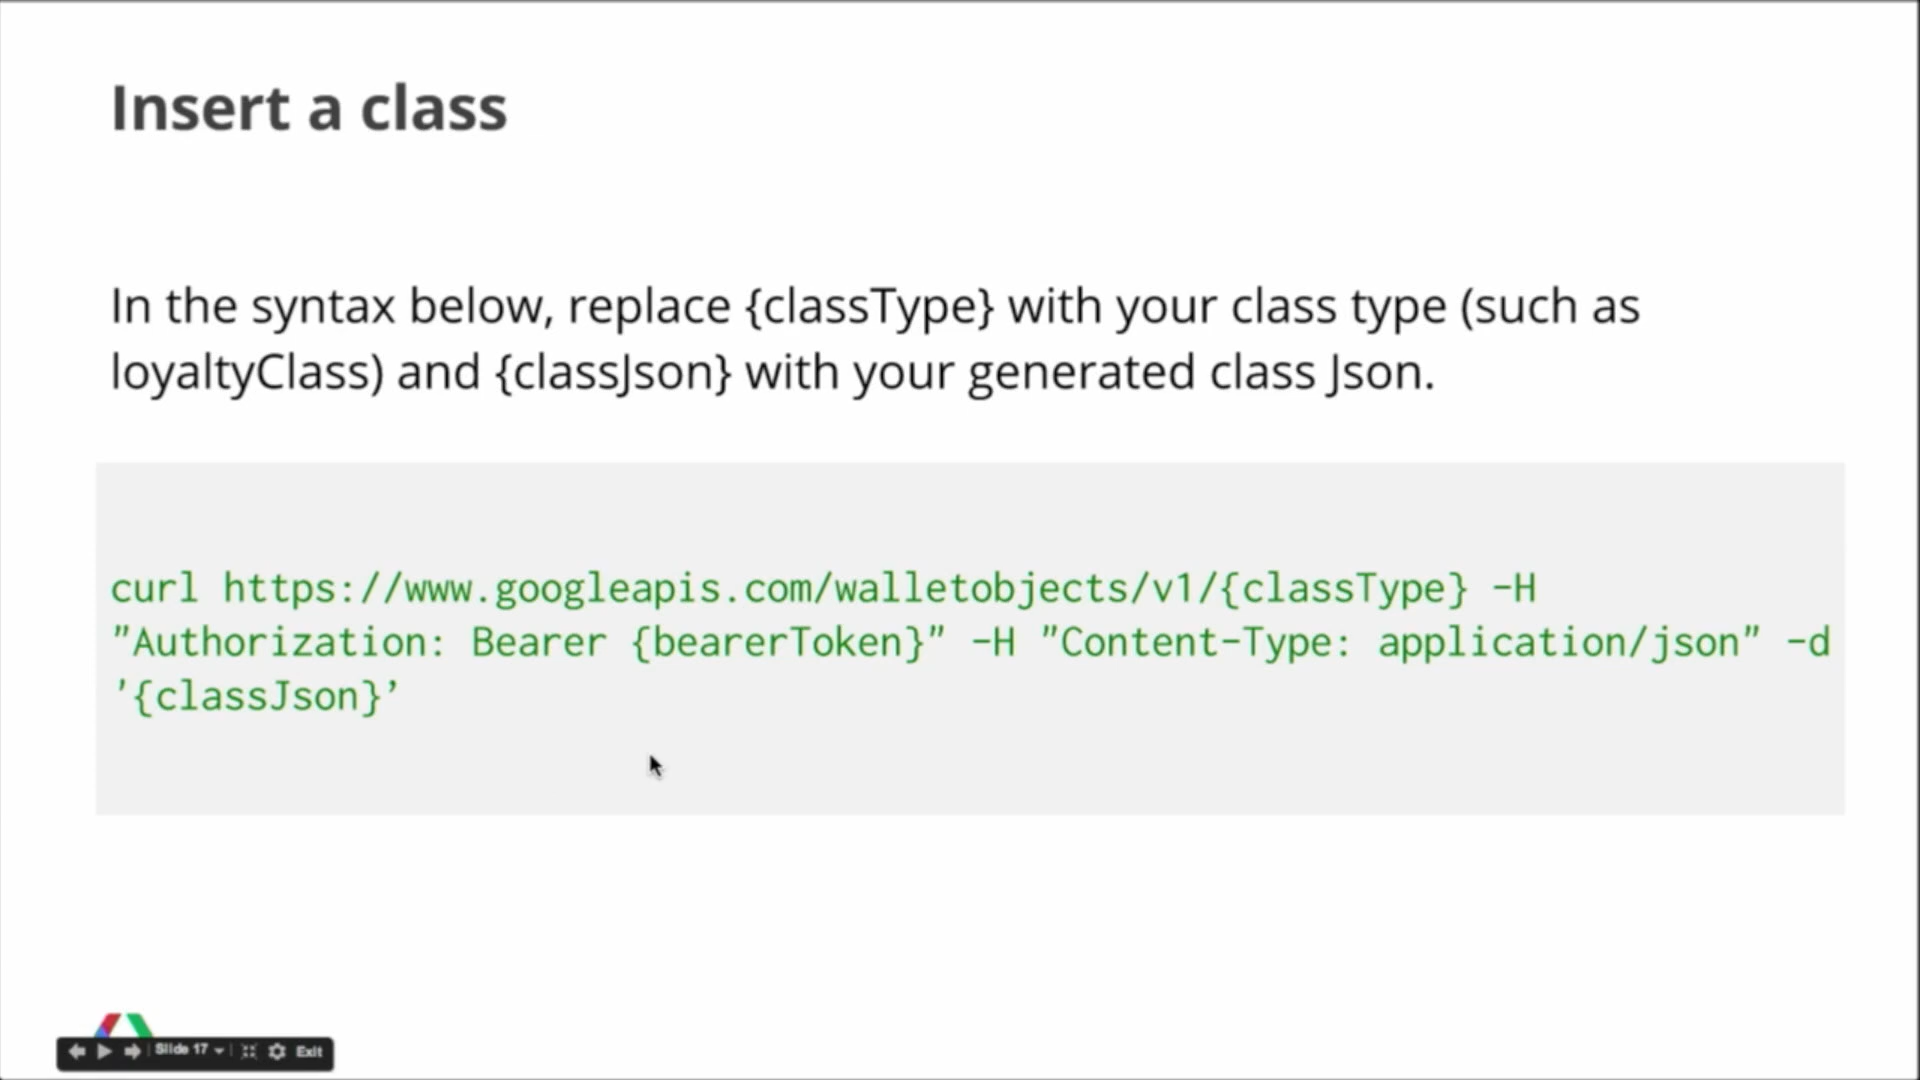 Insert a class
In the syntax below, replace {classType} with your class type (such as
loyaltyClass) and {classJson} with your generated class Json.
curl https://www.googleapis.com/walletobjects/v1/{classType} -H
"Authorization: Bearer {bearerToken}" -H "Content-Type: application/json" -d
'{classJson}’
Slide 17 Exit